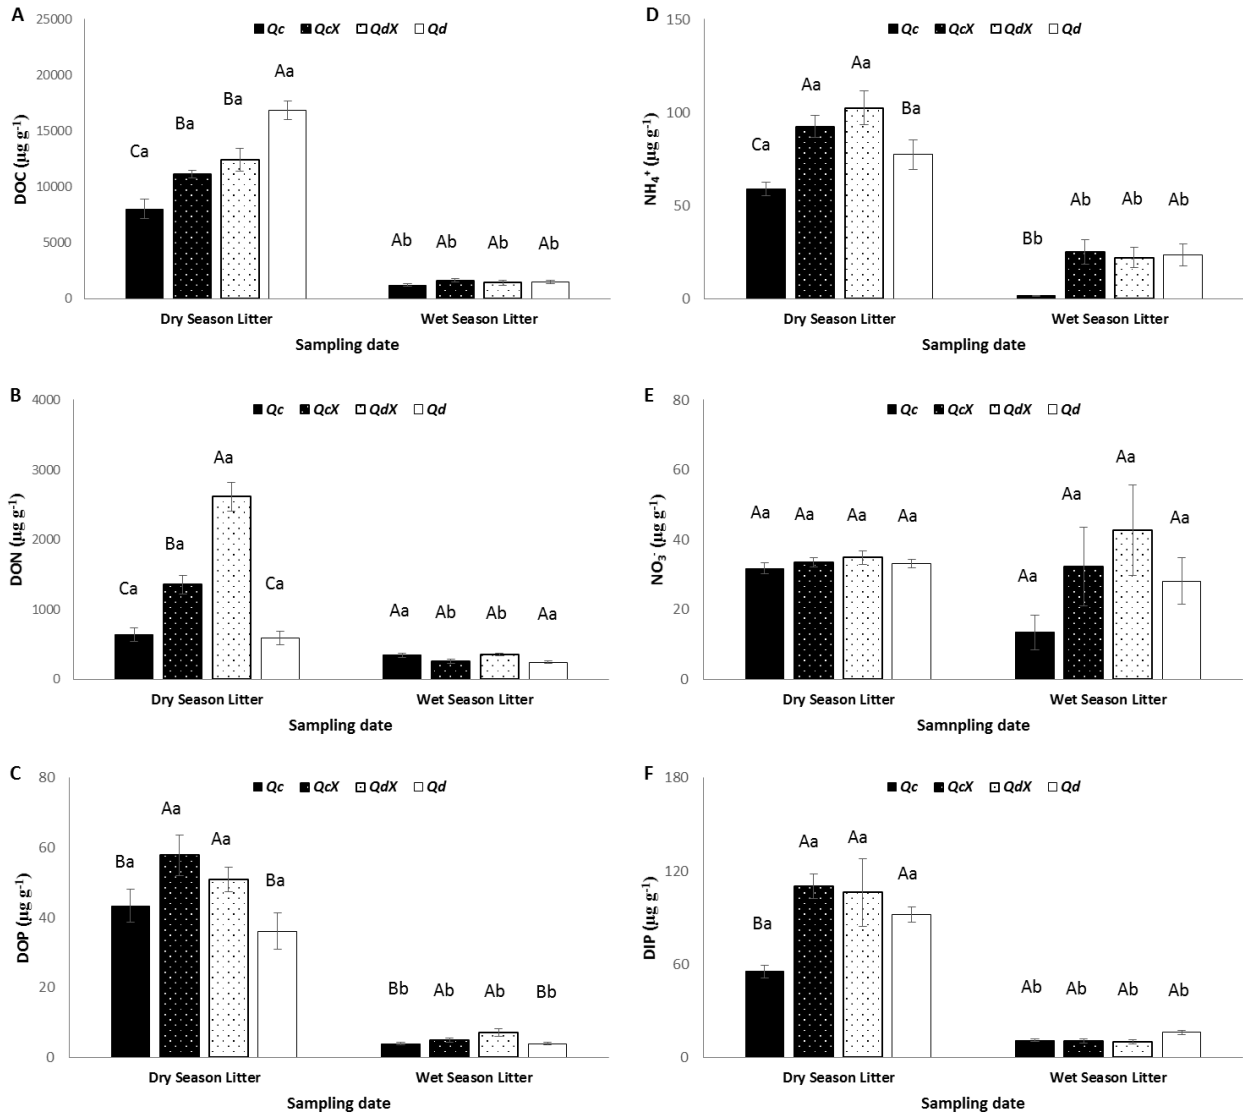 A
DOC (µg g⁻¹)
25000
20000
15000
10000
5000
0
Qc QcX QdX Qd
Ca Ba Ba Aa
Ab Ab Ab Ab
Dry Season Litter Wet Season Litter
Sampling date
B
DON (µg g⁻¹)
4000
3000
2000
1000
0
Qc QcX QdX Qd
Ca Ba Aa Ca
Aa Ab Ab Aa
Dry Season Litter Wet Season Litter
Sampling date
C
DOP (µg g⁻¹)
80
60
40
20
0
Qc QcX QdX Qd
Ba Aa Aa Ba
Bb Ab Ab Bb
Dry Season Litter Wet Season Litter
Sampling date
D
NH₄⁺ (µg g⁻¹)
150
100
50
0
Qc QcX QdX Qd
Ca Aa Aa Ba
Bb Ab Ab Ab
Dry Season Litter Wet Season Litter
Sampling date
E
NO₃⁻ (µg g⁻¹)
80
60
40
20
0
Qc QcX QdX Qd
Aa Aa Aa Aa
Aa Aa Aa Aa
Dry Season Litter Wet Season Litter
Samnpling date
F
DIP (µg g⁻¹)
180
120
60
0
Qc QcX QdX Qd
Ba Aa Aa Aa
Ab Ab Ab Ab
Dry Season Litter Wet Season Litter
Sampling date